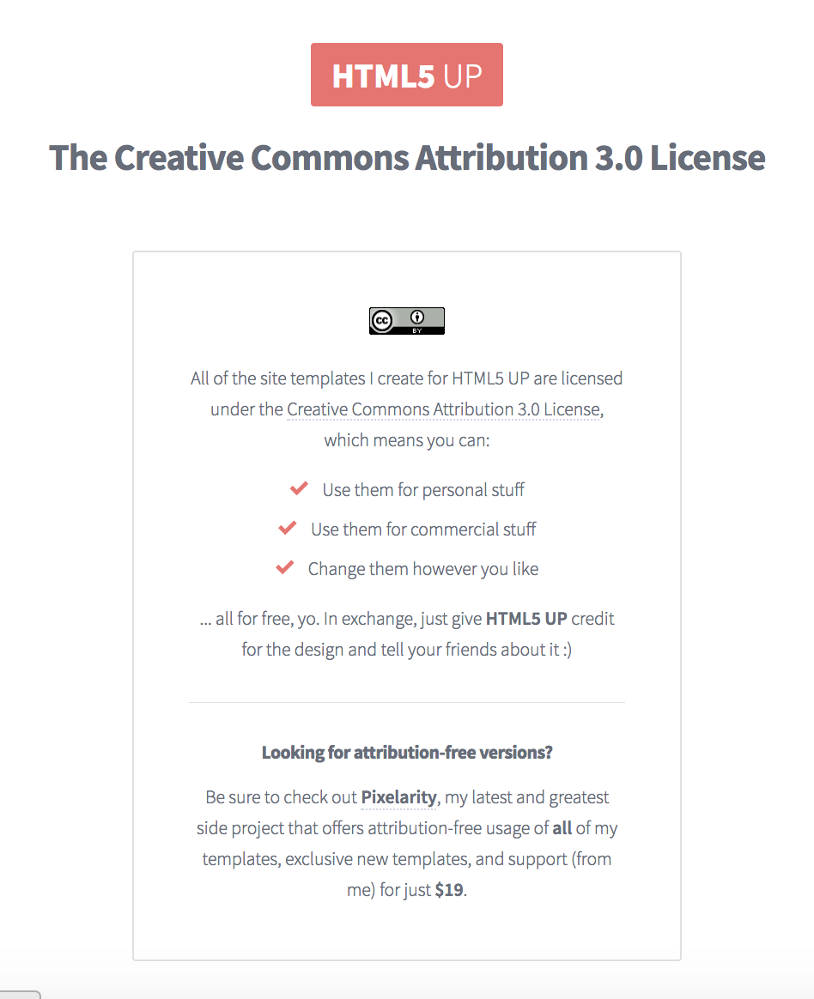 HTML5 UP
The Creative Commons Attribution 3.0 License
cc
BY
All of the site templates I create for HTML5 UP are licensed
under the Creative Commons Attribution 3.0 License,
which means you can:
Use them for personal stuff
Use them for commercial stuff
Change them however you like
... all for free, yo. In exchange, just give HTML5 UP credit
for the design and tell your friends about it :)
Looking for attribution-free versions?
Be sure to check out Pixelarity, my latest and greatest
side project that offers attribution-free usage of all of my
templates, exclusive new templates, and support (from
me) for just $19.